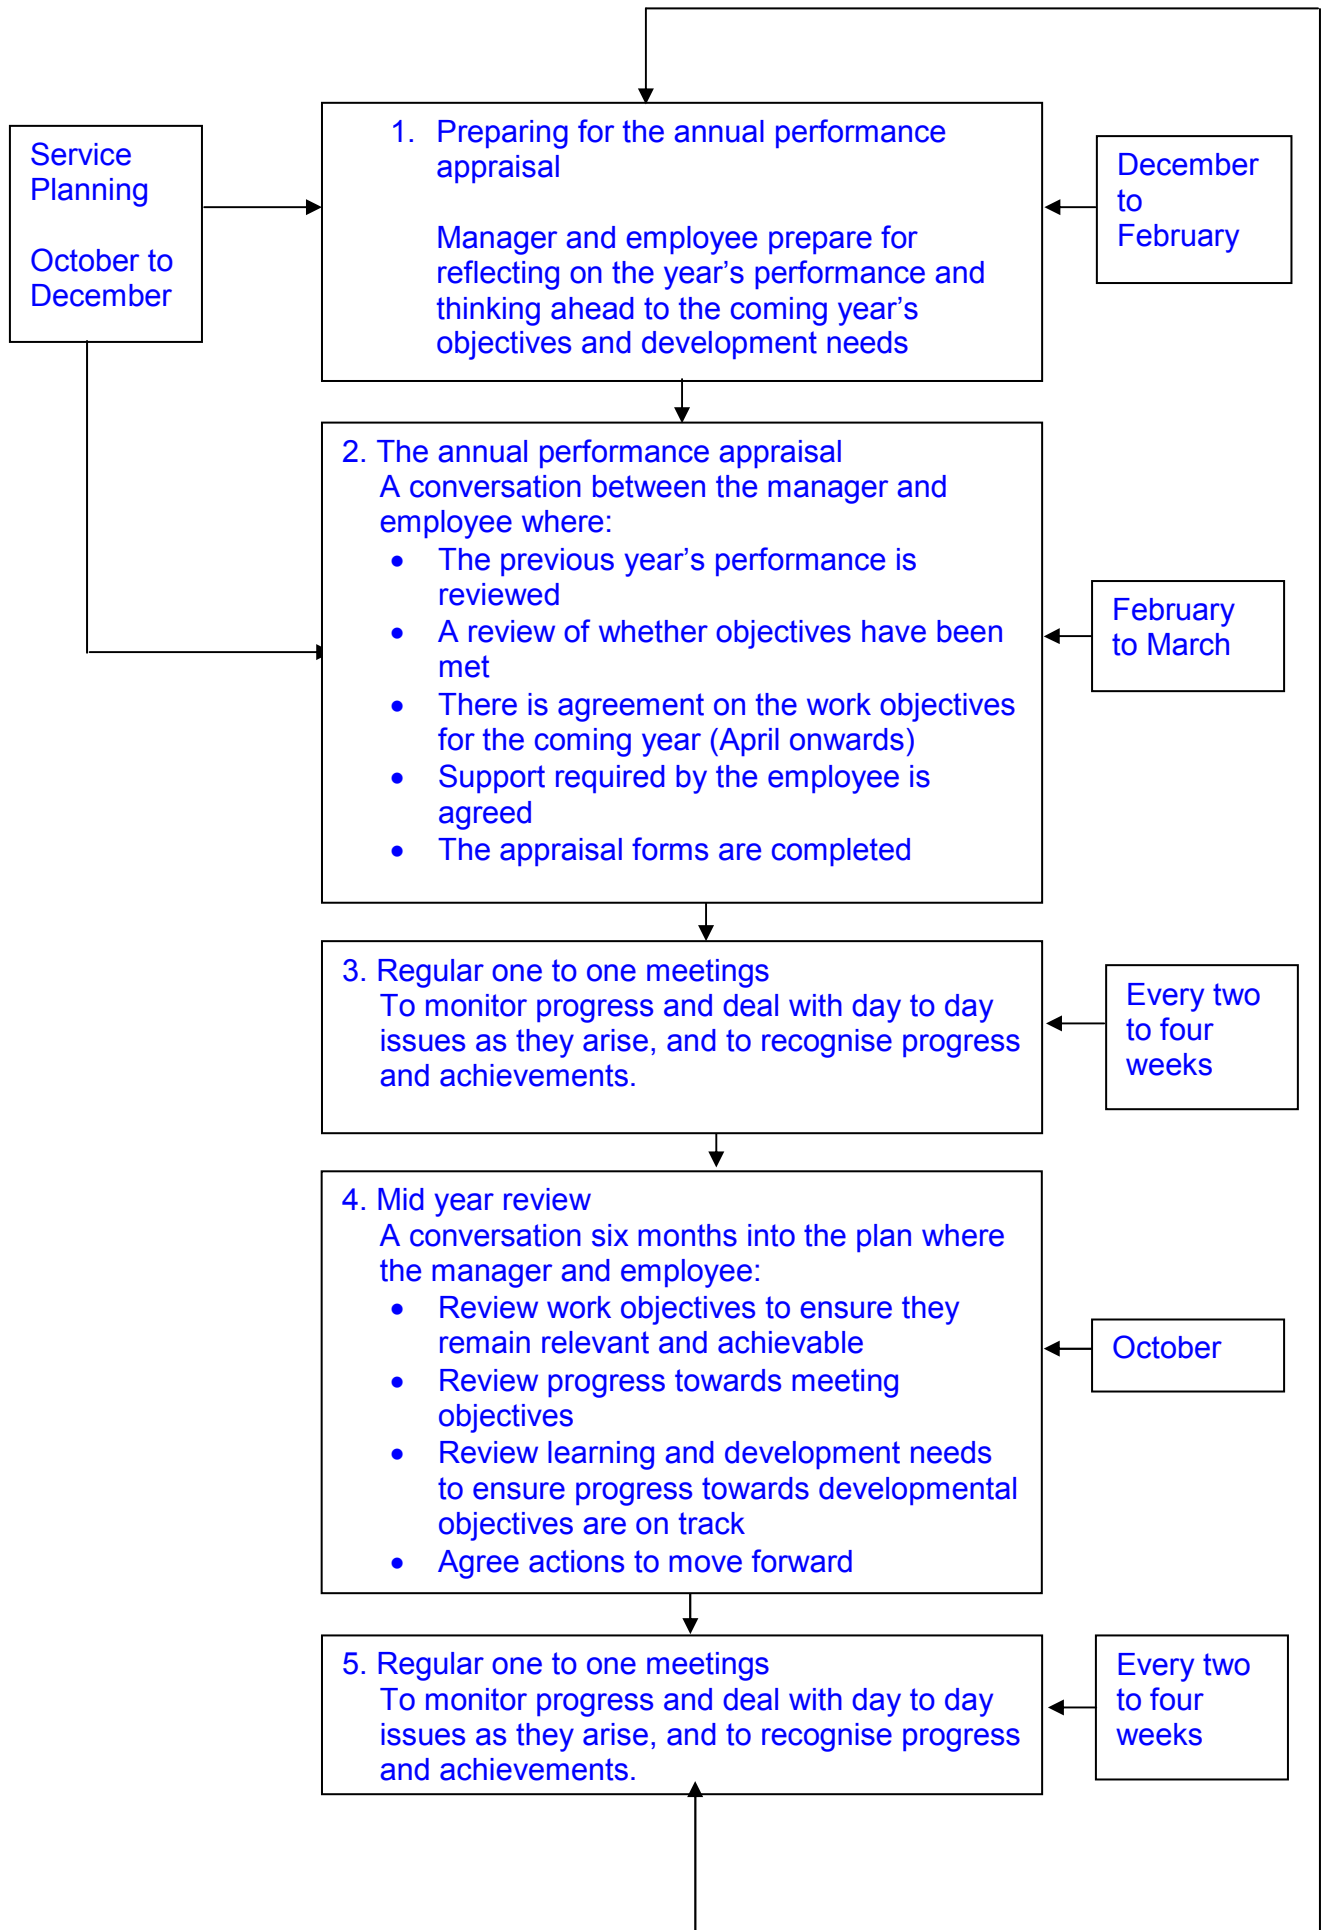 Service
Planning
October to
December
1. Preparing for the annual performance
appraisal
Manager and employee prepare for
reflecting on the year’s performance and
thinking ahead to the coming year’s
objectives and development needs
December
to
February
2. The annual performance appraisal
A conversation between the manager and
employee where:
• The previous year’s performance is
reviewed
• A review of whether objectives have been
met
• There is agreement on the work objectives
for the coming year (April onwards)
• Support required by the employee is
agreed
• The appraisal forms are completed
February
to March
3. Regular one to one meetings
To monitor progress and deal with day to day
issues as they arise, and to recognise progress
and achievements.
Every two
to four
weeks
4. Mid year review
A conversation six months into the plan where
the manager and employee:
• Review work objectives to ensure they
remain relevant and achievable
• Review progress towards meeting
objectives
• Review learning and development needs
to ensure progress towards developmental
objectives are on track
• Agree actions to move forward
October
5. Regular one to one meetings
To monitor progress and deal with day to day
issues as they arise, and to recognise progress
and achievements.
Every two
to four
weeks